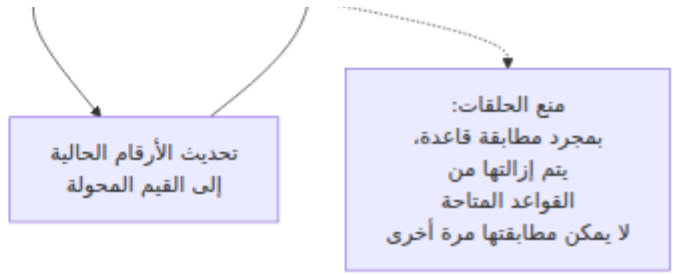 منع الحلقات:
بمجرد مطابقة قاعدة،
يتم إزالتها من
القواعد المتاحة
لا يمكن مطابقتها مرة أخرى
تحديث الأرقام الحالية
إلى القيم المحولة